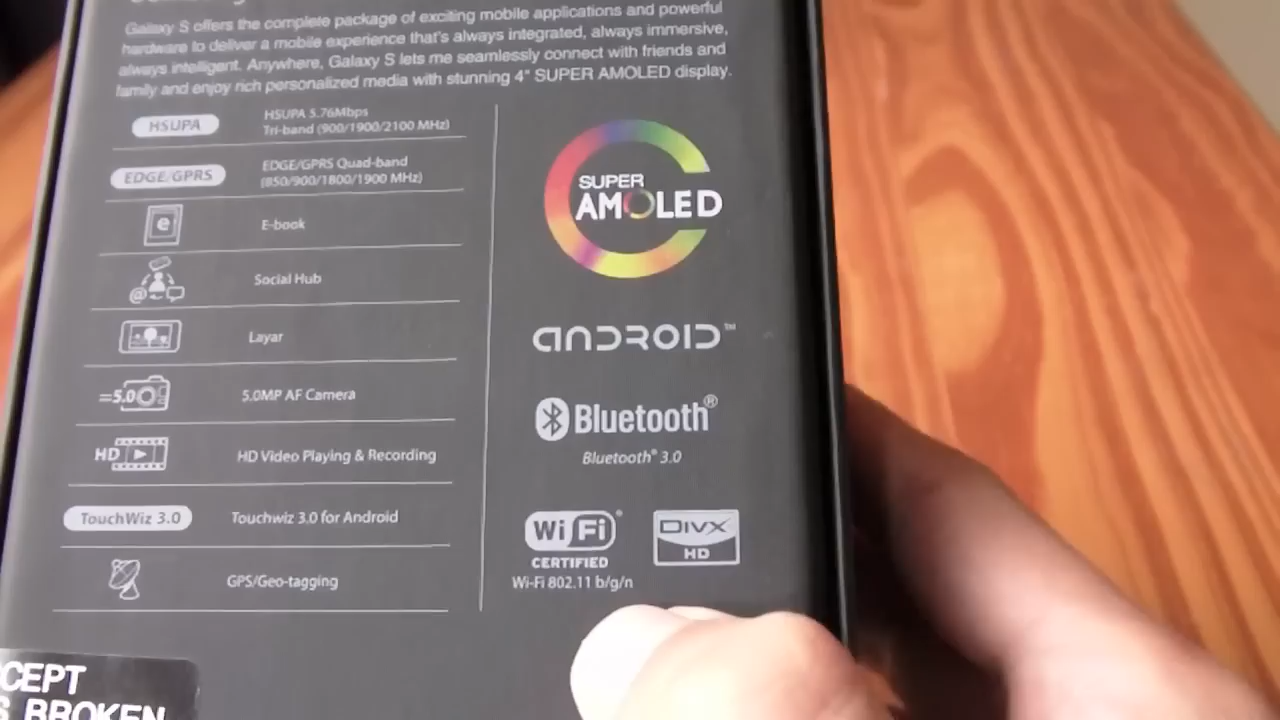 Galaxy S offers the complete package of exciting mobile applications and powerful
hardware to deliver a mobile experience that's always integrated, always immersive,
always intelligent. Anywhere, Galaxy S lets me seamlessly connect with friends and
family and enjoy rich personalized media with stunning 4" SUPER AMOLED display.
HSUPA
HSUPA 5.76Mbps
Tri-band (900/1900/2100 MHz)
EDGE/GPRS
EDGE/GPRS Quad-band
(850/900/1800/1900 MHz)
e
E-book
@
Social Hub
Layar
=5.0
5.0MP AF Camera
HD
HD Video Playing & Recording
TouchWiz 3.0
Touchwiz 3.0 for Android
GPS/Geo-tagging
SUPER
AMOLED
ANDROID™
Bluetooth®
Bluetooth® 3.0
Wi Fi®
CERTIFIED
Wi-Fi 802.11 b/g/n
DIVX
HD
CEPT
BROKEN